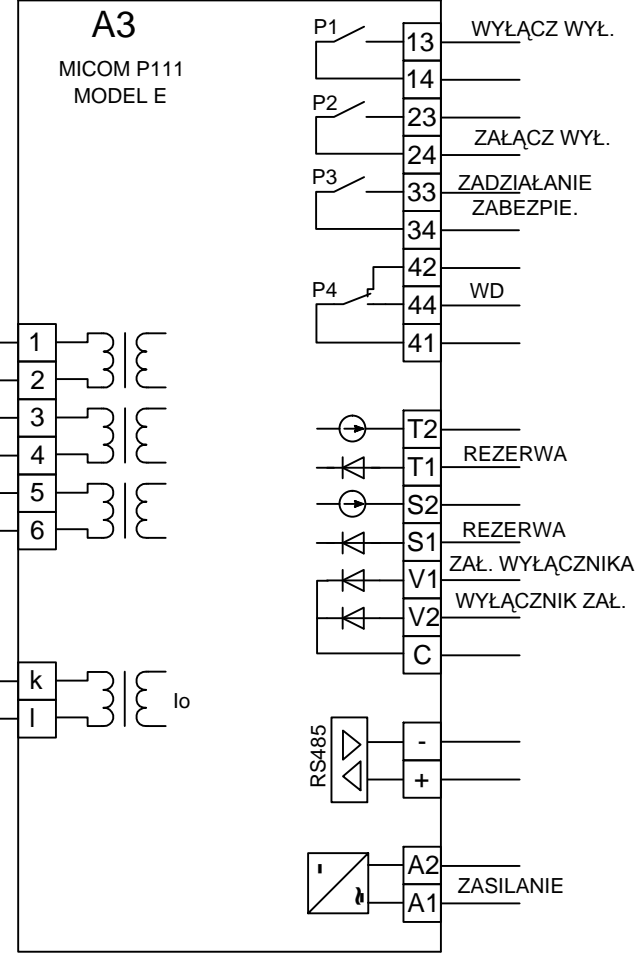 A3
MICOM P111
MODEL E
P1
13
WYŁĄCZ WYŁ.
14
P2
23
24
ZAŁĄCZ WYŁ.
P3
33
ZADZIAŁANIE
ZABEZPIE.
34
42
P4
44
WD
41
1
2
3
4
5
6
T2
T1
REZERWA
S2
S1
REZERWA
V1
ZAŁ. WYŁĄCZNIKA
V2
WYŁĄCZNIK ZAŁ.
C
k
l
Io
RS485
-
+
A2
A1
ZASILANIE